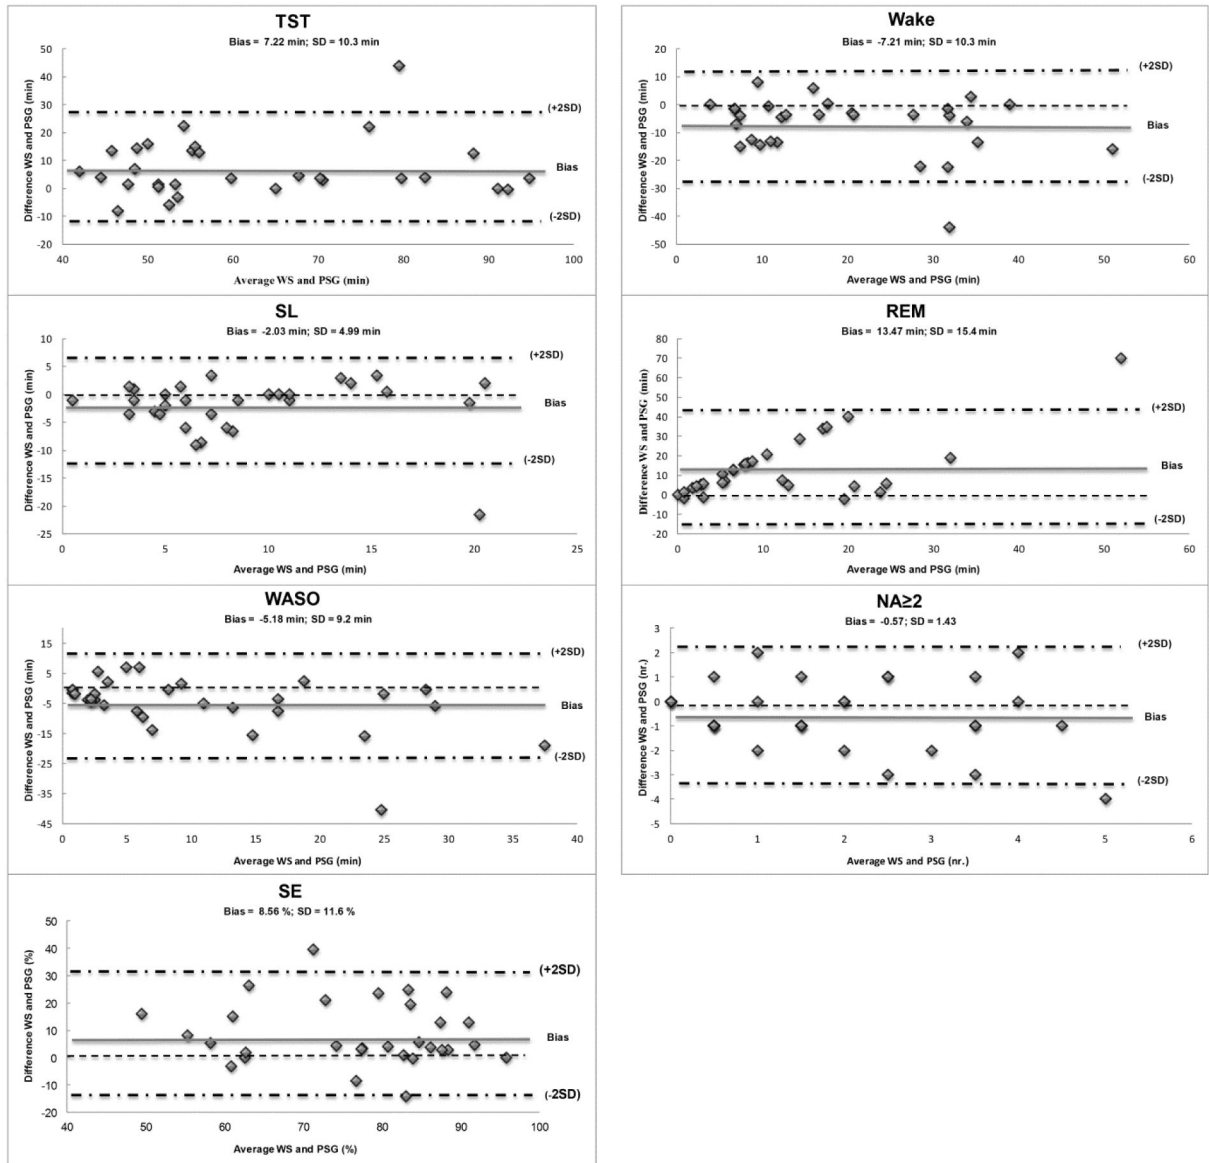 TST
Bias = 7.22 min; SD = 10.3 min
Difference WS and PSG (min)
50
40
30
20
10
0
-10
20
(+2SD)
Bias
(-2SD)
40 50 60 70 80 90 100
Average WS and PSG (min)
Wake
Bias = -7.21 min; SD = 10.3 min
Difference WS and PSG (min)
20
10
0
-10
-20
-30
-40
-50
(+2SD)
Bias
(-2SD)
0 10 20 30 40 50 60
Average WS and PSG (min)
SL
Bias = -2.03 min; SD = 4.99 min
Difference WS and PSG (min)
10
5
0
-5
-10
-15
-20
-25
(+2SD)
Bias
(-2SD)
0 5 10 15 20 25
Average WS and PSG (min)
REM
Bias = 13.47 min; SD = 15.4 min
Difference WS and PSG (min)
80
70
60
50
40
30
20
10
0
-10
-20
(+2SD)
Bias
(-2SD)
0 10 20 30 40 50 60
Average WS and PSG (min)
WASO
Bias = -5.18 min; SD = 9.2 min
Difference WS and PSG (min)
15
5
-5
-15
-25
-35
-45
(+2SD)
Bias
(-2SD)
0 5 10 15 20 25 30 35 40
Average WS and PSG (min)
NA≥2
Bias = -0.57; SD = 1.43
Difference WS and PSG (nr.)
3
2
1
0
-1
-2
-3
-4
-5
(+2SD)
Bias
(-2SD)
0 1 2 3 4 5 6
Average WS and PSG (nr.)
SE
Bias = 8.56 %; SD = 11.6 %
Difference WS and PSG (%)
50
40
30
20
10
0
-10
-20
(+2SD)
Bias
(-2SD)
40 50 60 70 80 90 100
Average WS and PSG (%)